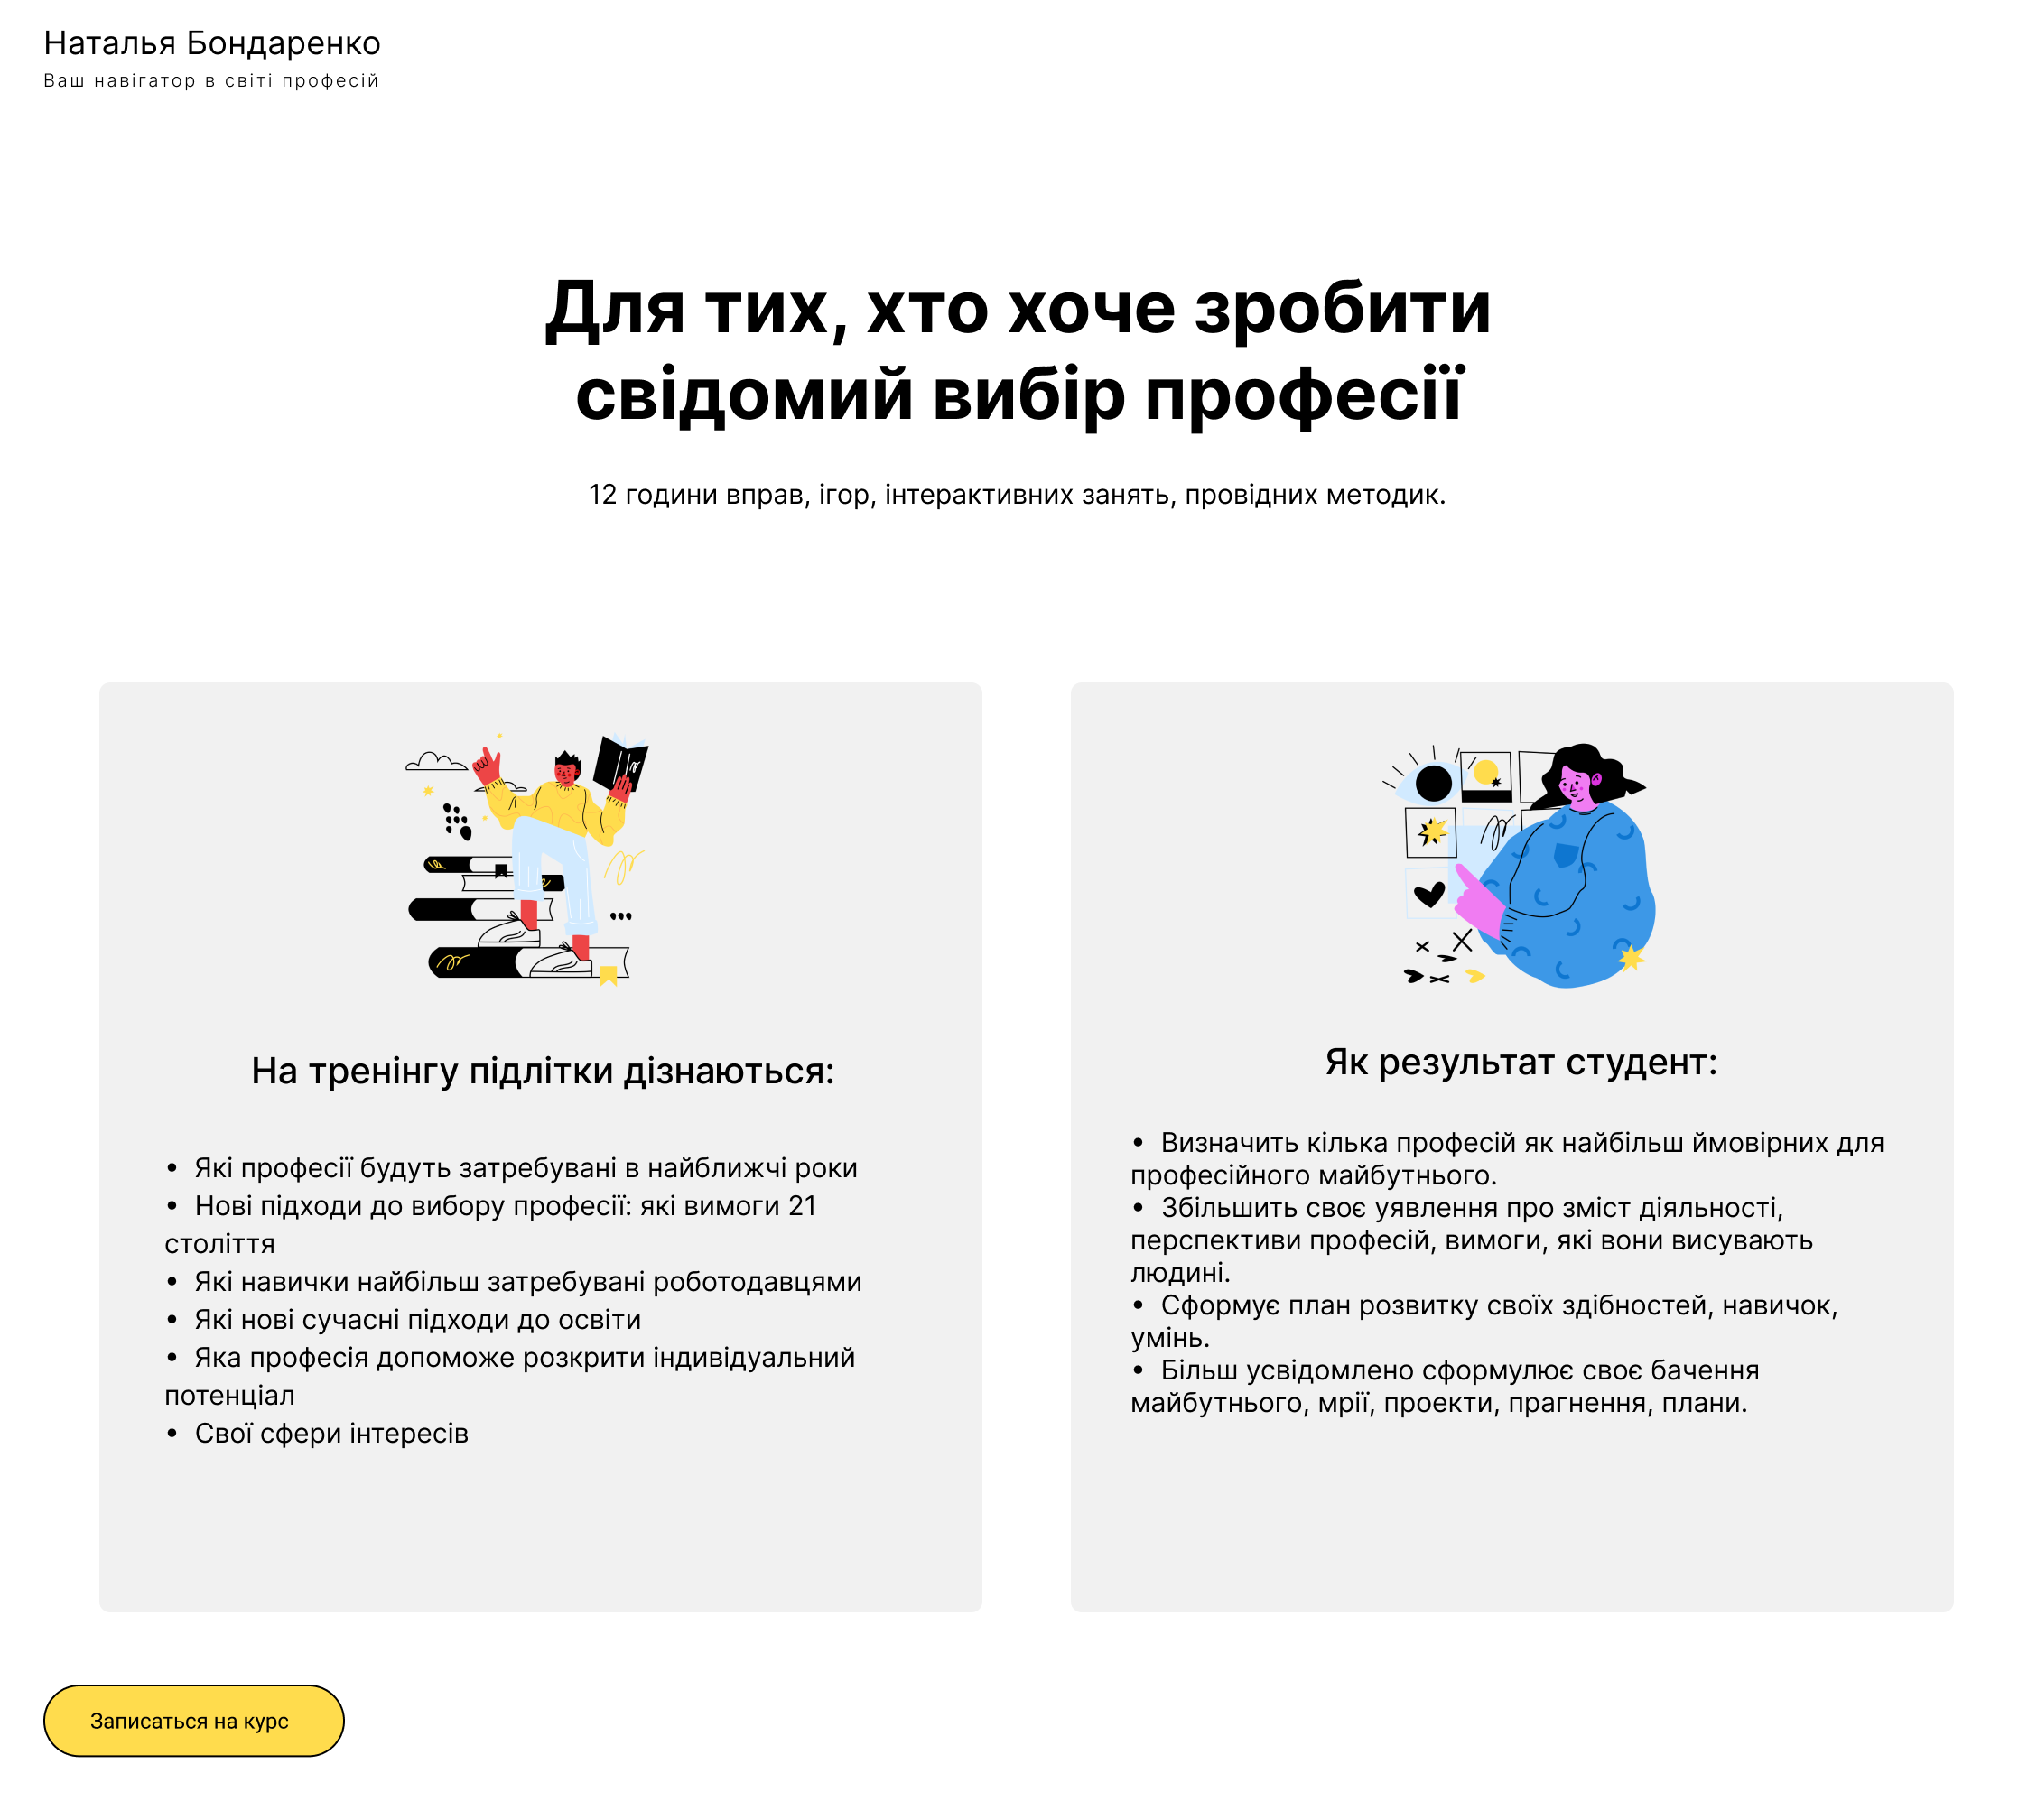 Наталья Бондаренко
Ваш навігатор в світі професій
Для тих, хто хоче зробити
свідомий вибір професії
12 години вправ, ігор, інтерактивних занять, провідних методик.
На тренінгу підлітки дізнаються:
• Які професії будуть затребувані в найближчі роки
• Нові підходи до вибору професії: які вимоги 21
століття
• Які навички найбільш затребувані роботодавцями
• Які нові сучасні підходи до освіти
• Яка професія допоможе розкрити індивідуальний
потенціал
• Свої сфери інтересів
Як результат студент:
• Визначить кілька професій як найбільш ймовірних для
професійного майбутнього.
• Збільшить своє уявлення про зміст діяльності,
перспективи професій, вимоги, які вони висувають
людині.
• Сформує план розвитку своїх здібностей, навичок,
умінь.
• Більш усвідомлено сформулює своє бачення
майбутнього, мрії, проекти, прагнення, плани.
Записаться на курс